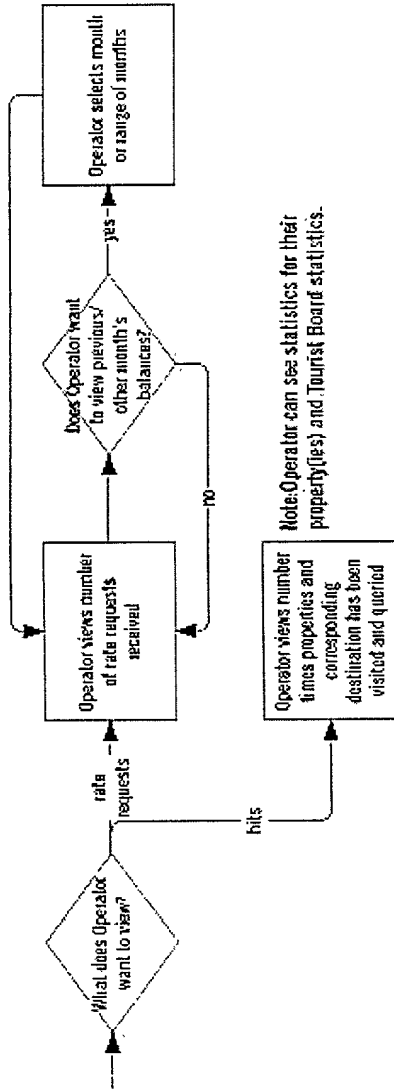 What does Operator
want to view?
rate
requests
hits
Operator views number
of rate requests
received
Does Operator want
to view previous/
other month's
balances?
yes
no
Operator selects month
or range of months
Operator views number
times properties and
corresponding
destination has been
visited and queried
Note:Operator can see statistics for their
property(ies) and Tourist Board statistics.